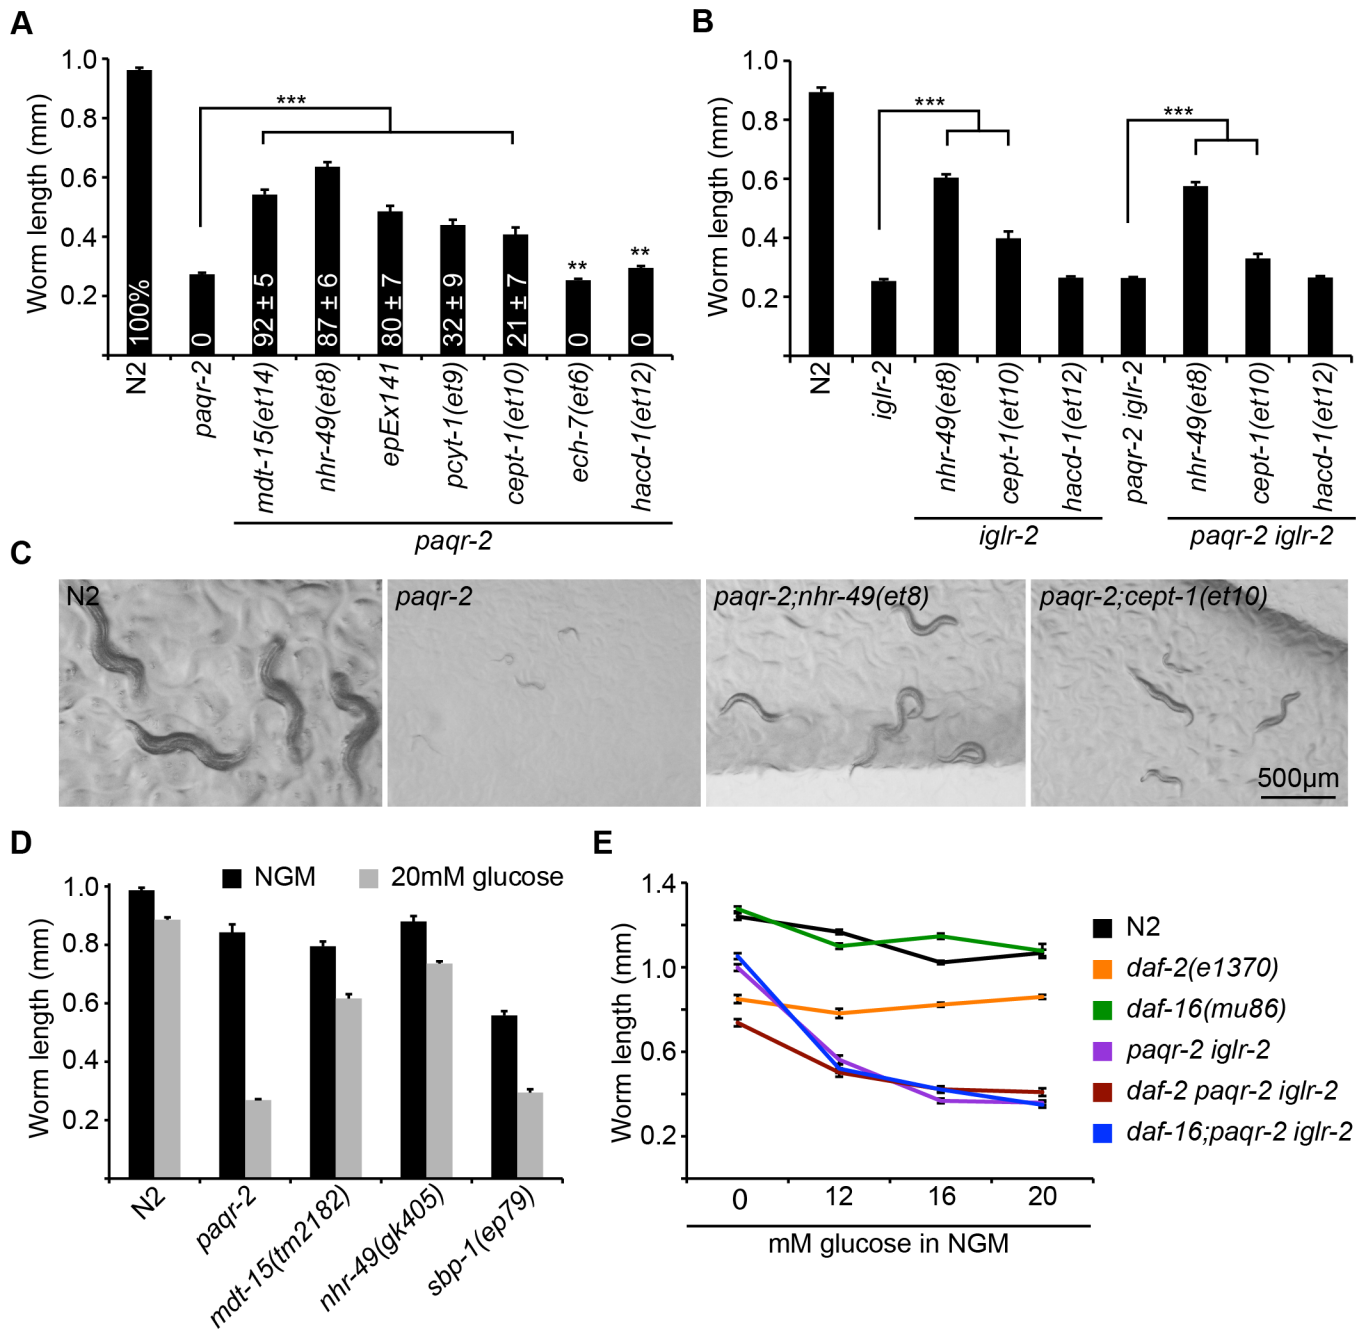 A
Worm length (mm)
1.0
0.8
0.6
0.4
0.2
***
**
**
100%
0
92 ± 5
87 ± 6
80 ± 7
32 ± 9
21 ± 7
0
0
N2
paqr-2
mdt-15(et14)
nhr-49(et8)
epEx141
pcyt-1(et9)
cept-1(et10)
ech-7(et6)
hacd-1(et12)
paqr-2
B
Worm length (mm)
1.0
0.8
0.6
0.4
0.2
***
***
N2
iglr-2
nhr-49(et8)
cept-1(et10)
hacd-1(et12)
paqr-2 iglr-2
nhr-49(et8)
cept-1(et10)
hacd-1(et12)
iglr-2
paqr-2 iglr-2
C
N2
paqr-2
paqr-2;nhr-49(et8)
paqr-2;cept-1(et10)
500µm
D
NGM
20mM glucose
Worm length (mm)
1.0
0.8
0.6
0.4
0.2
N2
paqr-2
mdt-15(tm2182)
nhr-49(gk405)
sbp-1(ep79)
E
Worm length (mm)
1.4
1.0
0.6
0.2
0
12
16
20
mM glucose in NGM
N2
daf-2(e1370)
daf-16(mu86)
paqr-2 iglr-2
daf-2 paqr-2 iglr-2
daf-16;paqr-2 iglr-2